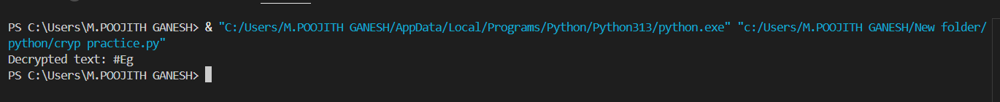 PS C:\Users\M.POOJITH GANESH> & "C:/Users/M.POOJITH GANESH/AppData/Local/Programs/Python/Python313/python.exe" "c:/Users/M.POOJITH GANESH/New folder/
python/cryp practice.py"
Decrypted text: #Eg
PS C:\Users\M.POOJITH GANESH>